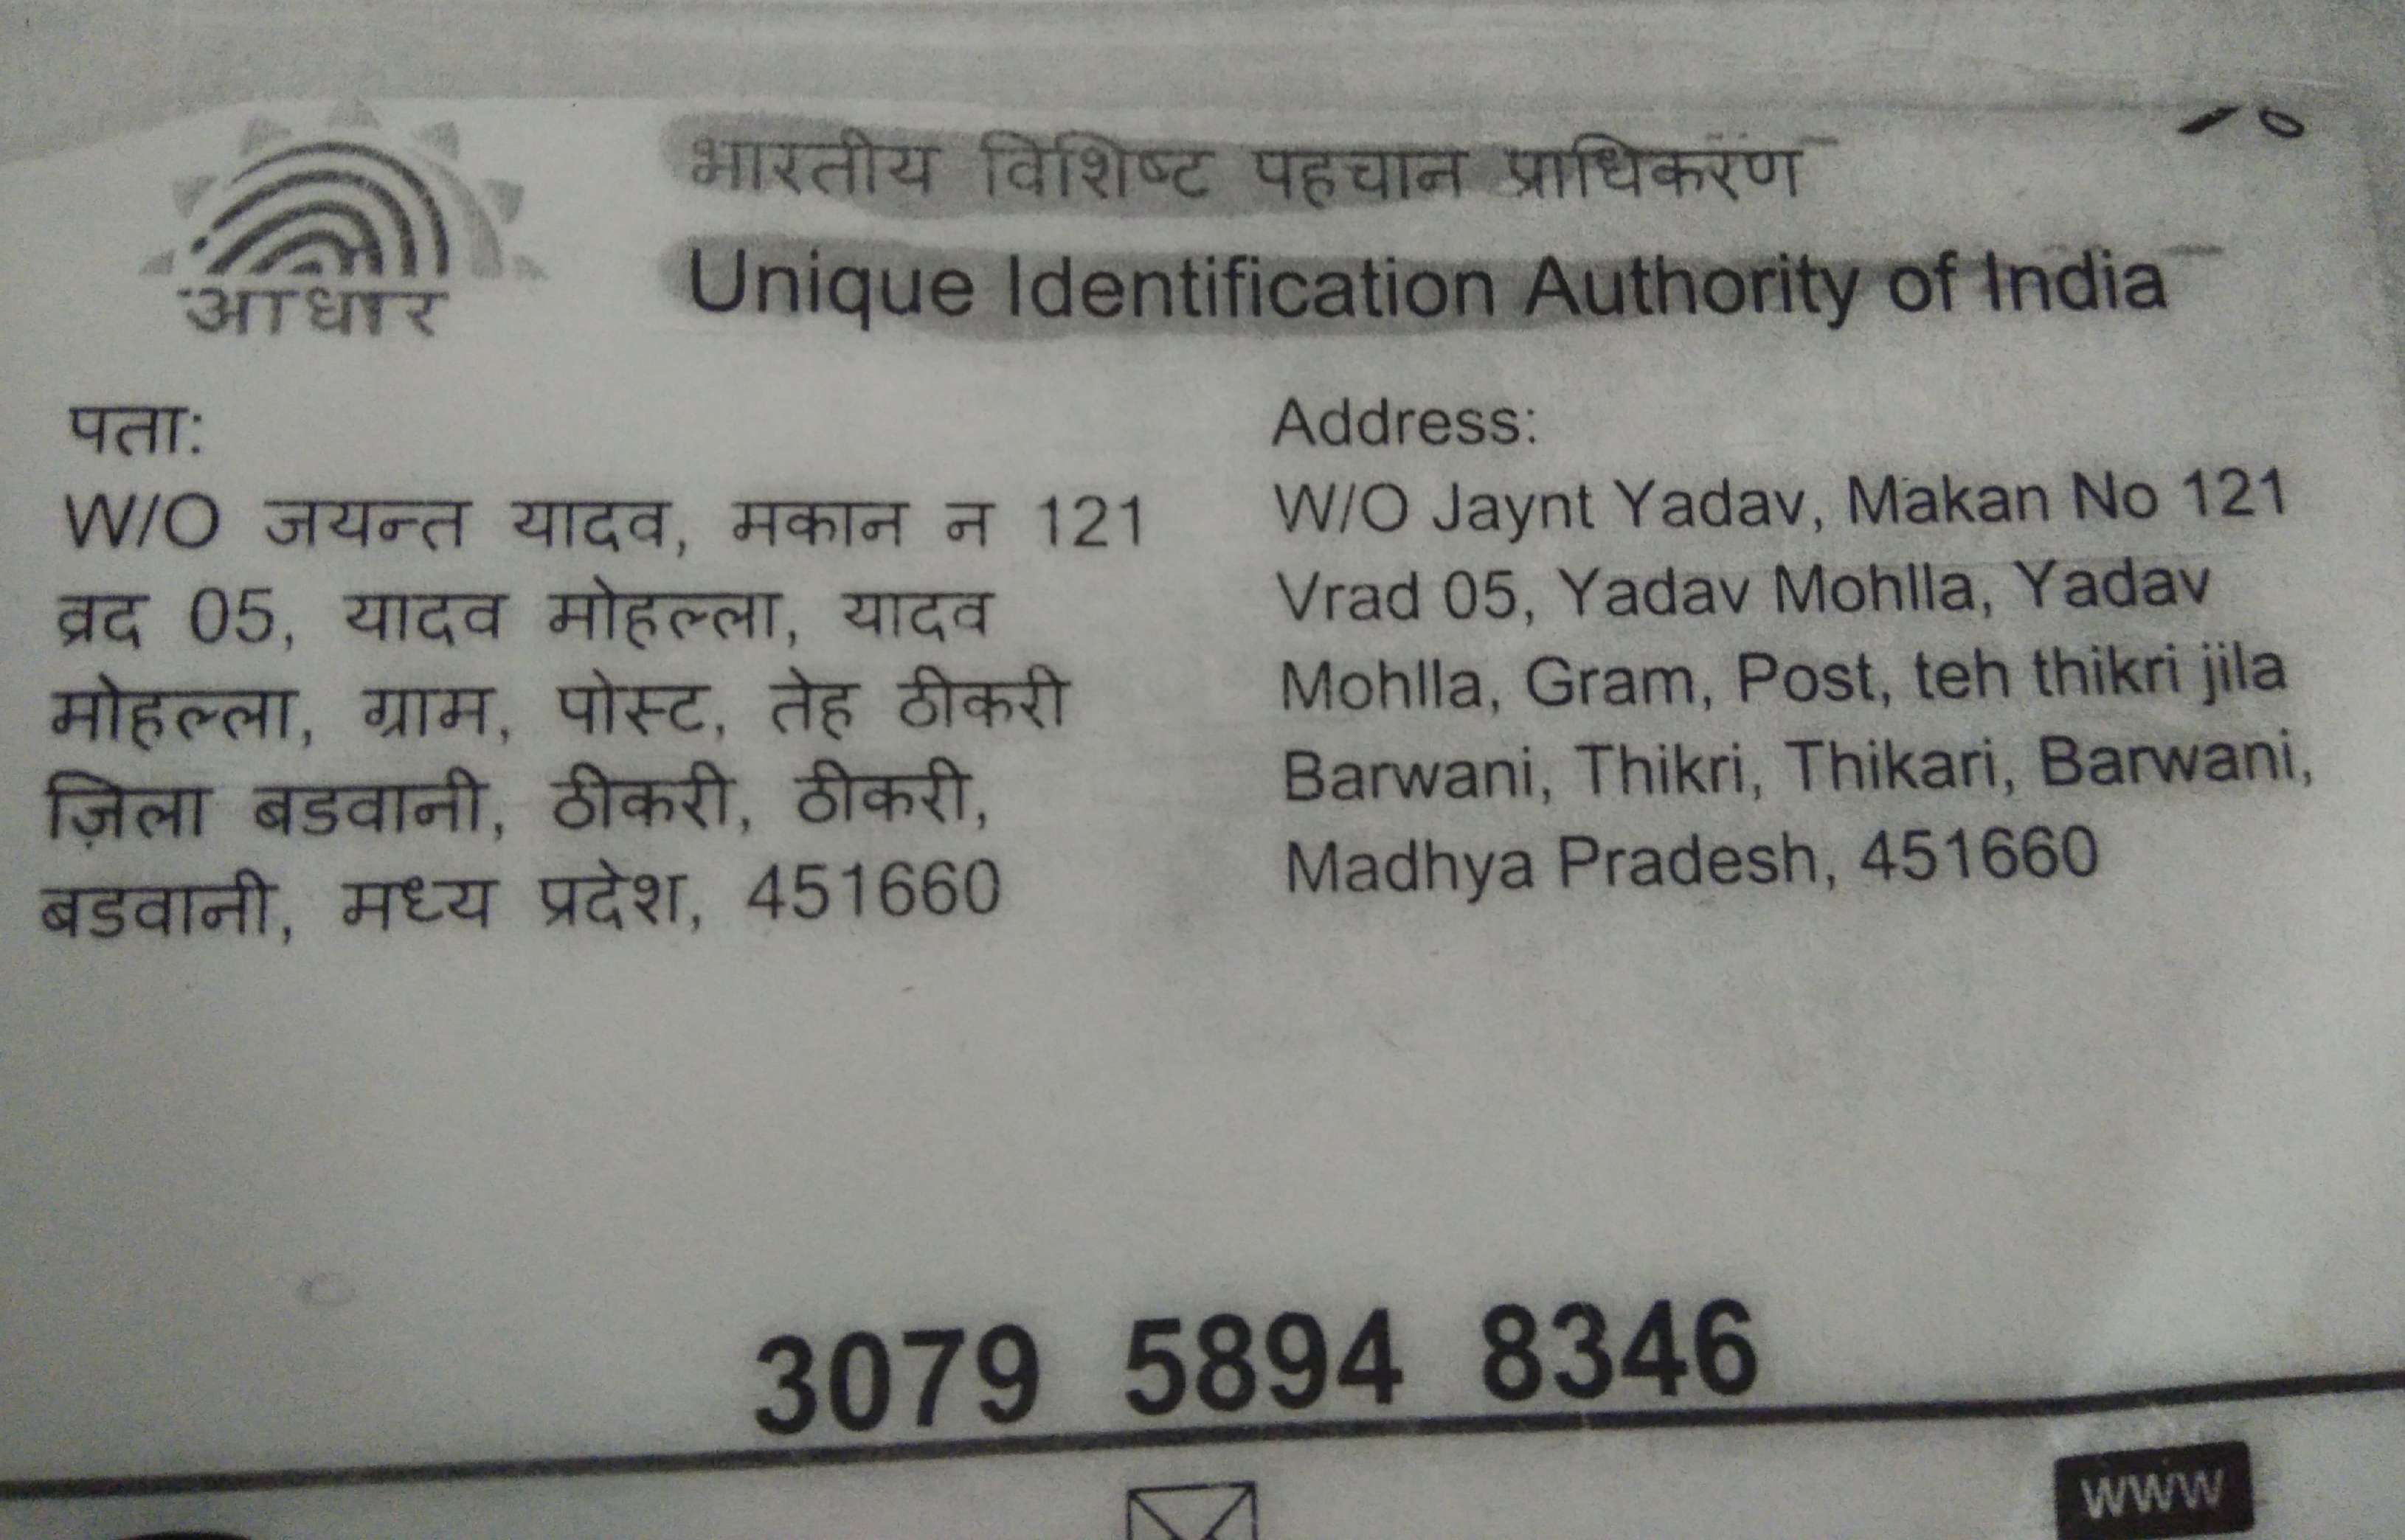 भारतीय विशिष्ट पहचान प्राधिकरण
Unique Identification Authority of India
आधार
पता:
W/O जयन्त यादव, मकान न 121
व्रद 05, यादव मोहल्ला, यादव
मोहल्ला, ग्राम, पोस्ट, तेह ठीकरी
ज़िला बडवानी, ठीकरी, ठीकरी,
बडवानी, मध्य प्रदेश, 451660
Address:
W/O Jaynt Yadav, Makan No 121
Vrad 05, Yadav Mohlla, Yadav
Mohlla, Gram, Post, teh thikri jila
Barwani, Thikri, Thikari, Barwani,
Madhya Pradesh, 451660
3079 5894 8346
www